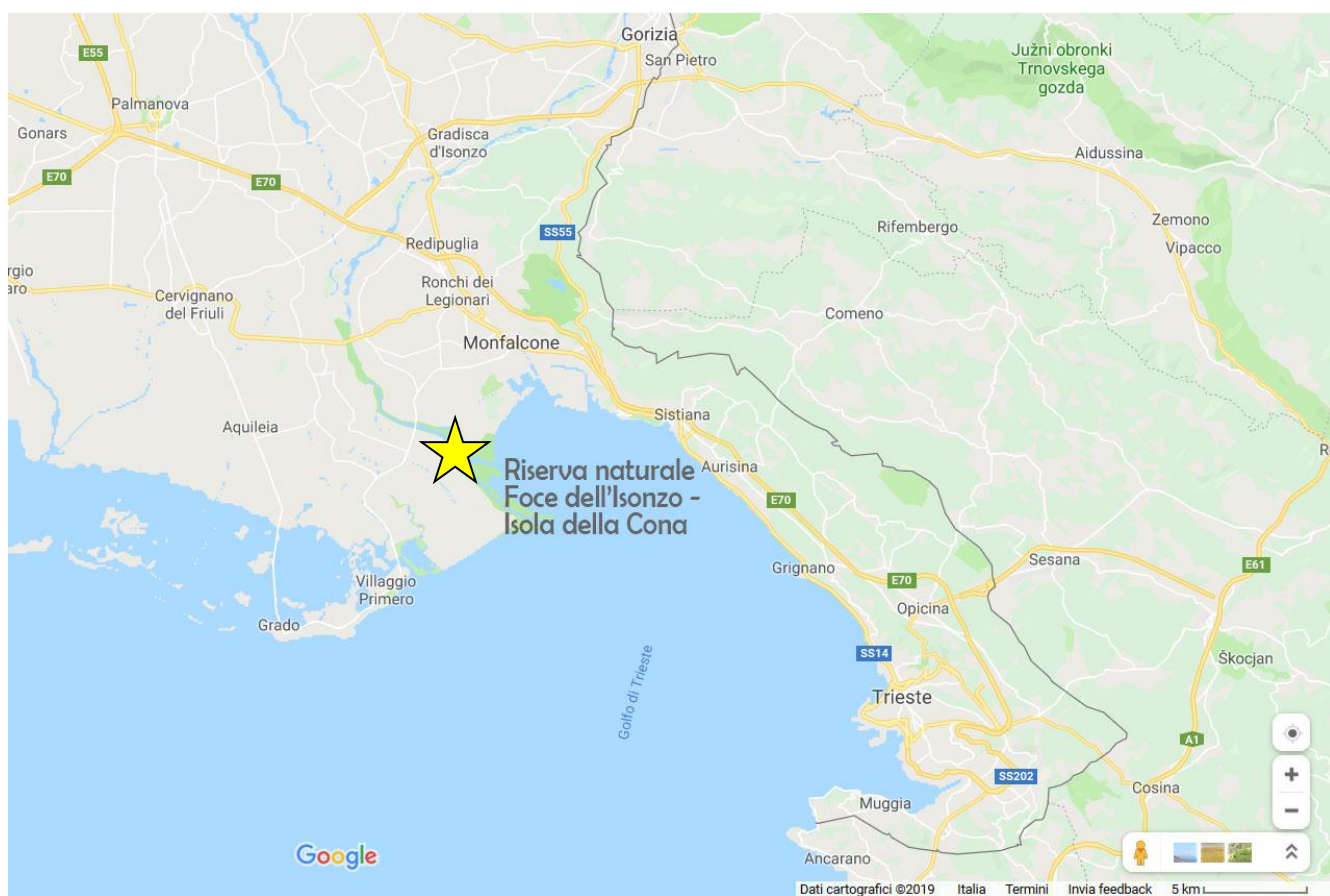 Gorizia
San Pietro
Južni obronki
Trnovskega
gozda
E55
Palmanova
Gonars
Gradisca
d'Isonzo
Aidussina
E70
E70
Zemono
Rifembergo
SS55
Redipuglia
Vipacco
rgio
aro
Ronchi dei
Legionari
Cervignano
del Friuli
Comeno
Monfalcone
Sistiana
Aquileia
Riserva naturale
Foce dell'Isonzo -
Isola della Cona
Aurisina
R
E70
Sesana
E61
Grignano
Villaggio
Primero
E70
Opicina
Grado
SS14
Škocjan
Golfo di Trieste
Trieste
A1
SS202
Cosina
Muggia
Google
Ancarano
Dati cartografici ©2019 Italia Termini Invia feedback 5 km